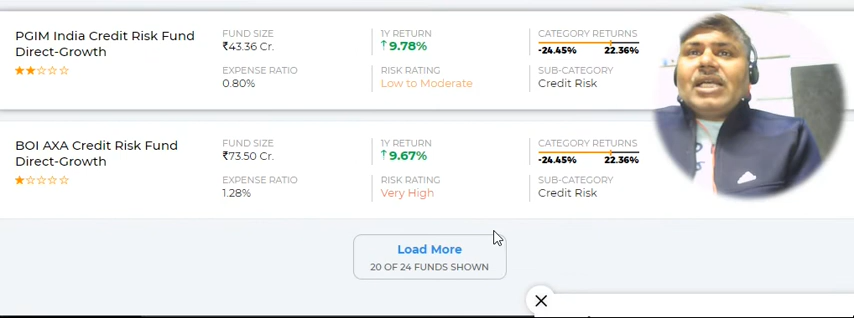 PGIM India Credit Risk Fund
Direct-Growth
FUND SIZE
₹43.36 Cr.
1Y RETURN
↑9.78%
CATEGORY RETURNS
-24.45% 22.36%
EXPENSE RATIO
0.80%
RISK RATING
Low to Moderate
SUB-CATEGORY
Credit Risk
BOI AXA Credit Risk Fund
Direct-Growth
FUND SIZE
₹73.50 Cr.
1Y RETURN
↑9.67%
CATEGORY RETURNS
-24.45% 22.36%
EXPENSE RATIO
1.28%
RISK RATING
Very High
SUB-CATEGORY
Credit Risk
Load More
20 OF 24 FUNDS SHOWN